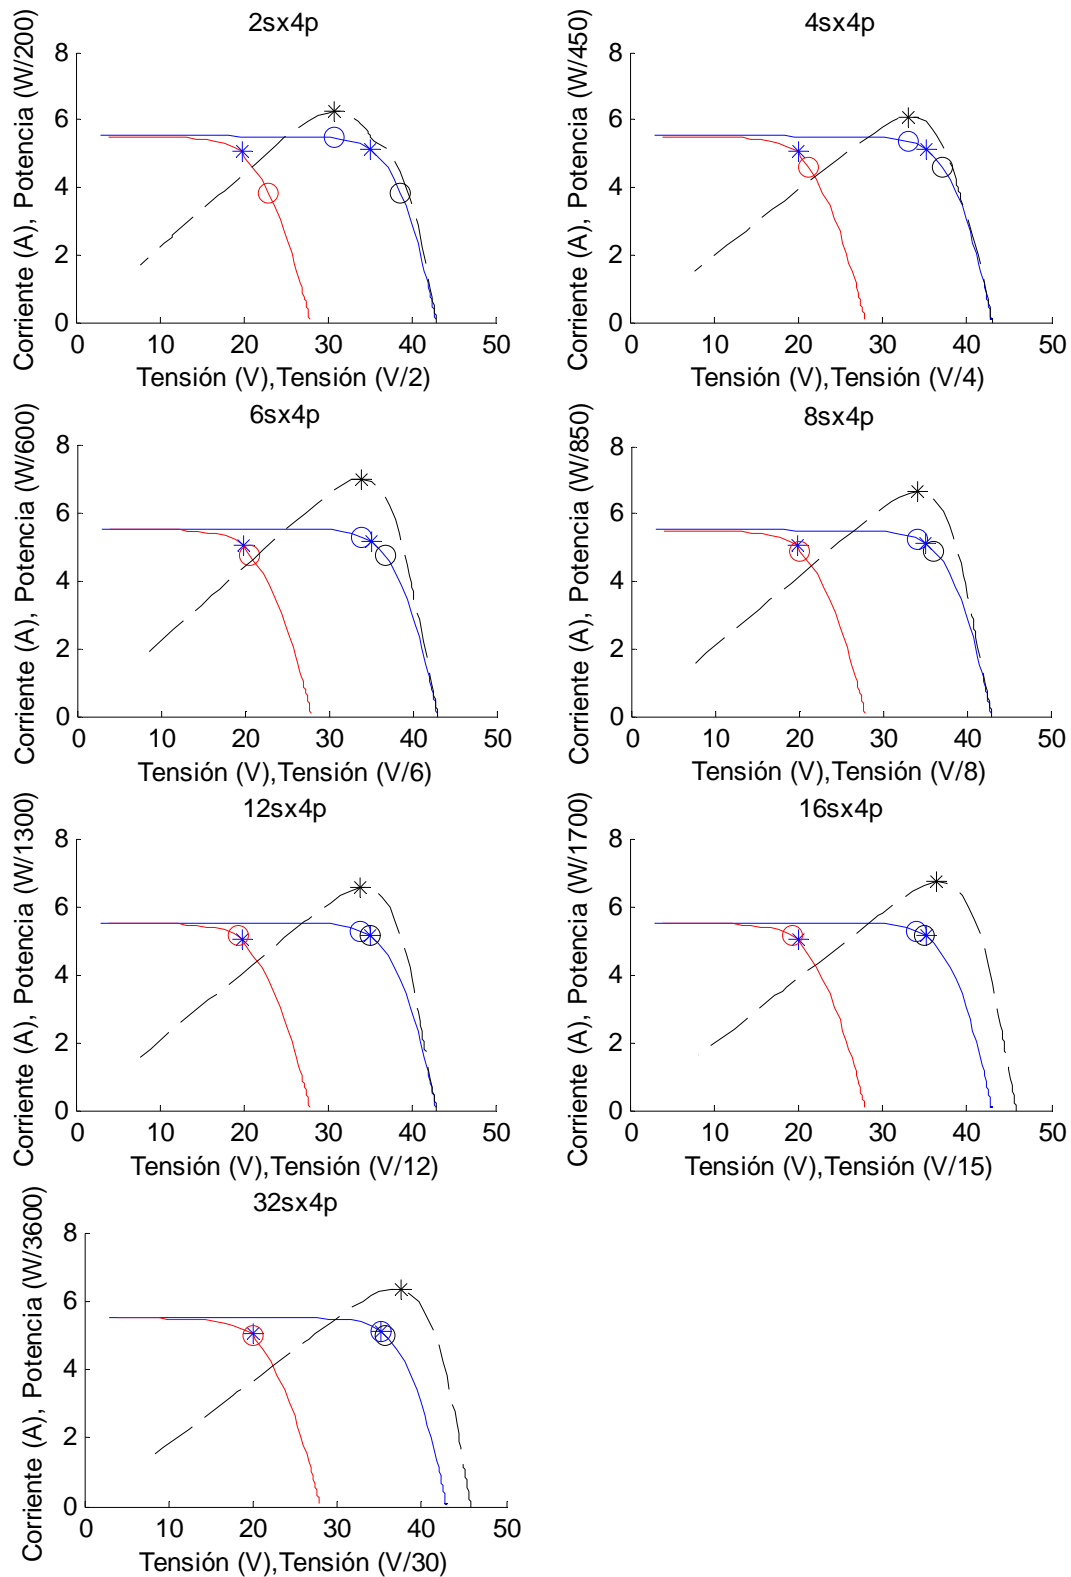 2sx4p
Corriente (A), Potencia (W/200)
8
6
4
2
0
0 10 20 30 40 50
Tensión (V),Tensión (V/2)
4sx4p
Corriente (A), Potencia (W/450)
8
6
4
2
0
0 10 20 30 40 50
Tensión (V),Tensión (V/4)
6sx4p
Corriente (A), Potencia (W/600)
8
6
4
2
0
0 10 20 30 40 50
Tensión (V),Tensión (V/6)
8sx4p
Corriente (A), Potencia (W/850)
8
6
4
2
0
0 10 20 30 40 50
Tensión (V),Tensión (V/8)
12sx4p
Corriente (A), Potencia (W/1300)
8
6
4
2
0
0 10 20 30 40 50
Tensión (V),Tensión (V/12)
16sx4p
Corriente (A), Potencia (W/1700)
8
6
4
2
0
0 10 20 30 40 50
Tensión (V),Tensión (V/15)
32sx4p
Corriente (A), Potencia (W/3600)
8
6
4
2
0
0 10 20 30 40 50
Tensión (V),Tensión (V/30)